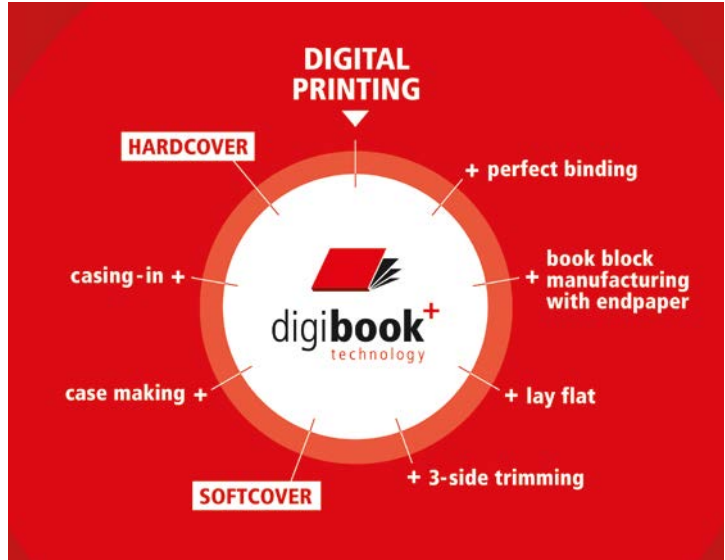 DIGITAL
PRINTING
HARDCOVER
+ perfect binding
casing-in +
+ book block
manufacturing
with endpaper
digibook+
technology
case making +
+ lay flat
SOFTCOVER
+ 3-side trimming